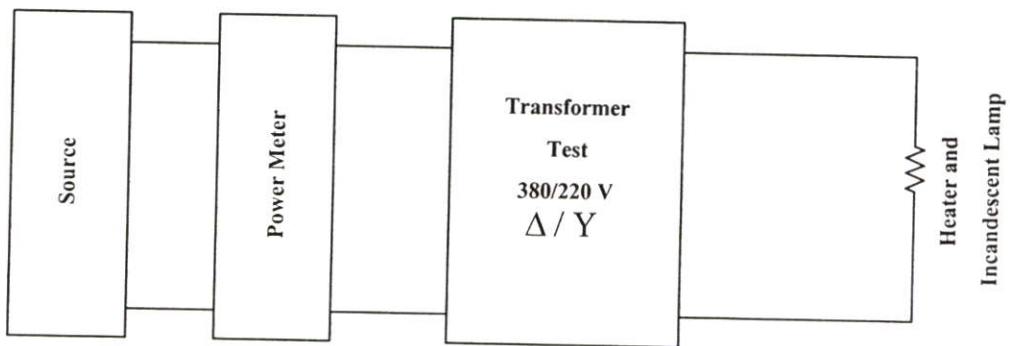 Source
Power Meter
Transformer
Test
380/220 V
Δ / Y
Heater and
Incandescent Lamp